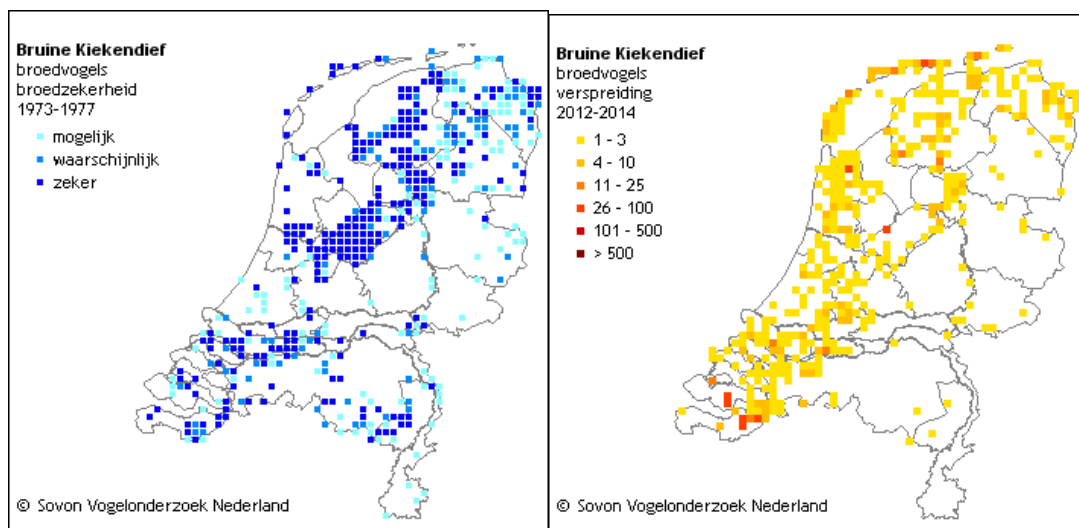 Bruine Kiekendief
broedvogels
broedzekerheid
1973-1977
mogelijk
waarschijnlijk
zeker
© Sovon Vogelonderzoek Nederland
Bruine Kiekendief
broedvogels
verspreiding
2012-2014
1 - 3
4 - 10
11 - 25
26 - 100
101 - 500
> 500
© Sovon Vogelonderzoek Nederland